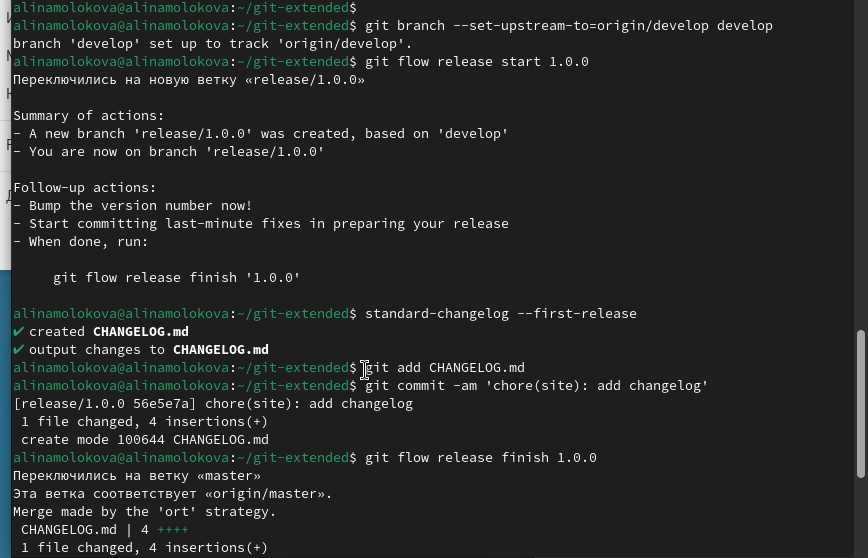 alinamolokova@alinamolokova:~/git-extended$
alinamolokova@alinamolokova:~/git-extended$ git branch --set-upstream-to=origin/develop develop
branch 'develop' set up to track 'origin/develop'.
alinamolokova@alinamolokova:~/git-extended$ git flow release start 1.0.0
Переключились на новую ветку «release/1.0.0»
Summary of actions:
- A new branch 'release/1.0.0' was created, based on 'develop'
- You are now on branch 'release/1.0.0'
Follow-up actions:
- Bump the version number now!
- Start committing last-minute fixes in preparing your release
- When done, run:
git flow release finish '1.0.0'
alinamolokova@alinamolokova:~/git-extended$ standard-changelog --first-release
✔ created CHANGELOG.md
✔ output changes to CHANGELOG.md
alinamolokova@alinamolokova:~/git-extended$ git add CHANGELOG.md
alinamolokova@alinamolokova:~/git-extended$ git commit -am 'chore(site): add changelog'
[release/1.0.0 56e5e7a] chore(site): add changelog
1 file changed, 4 insertions(+)
create mode 100644 CHANGELOG.md
alinamolokova@alinamolokova:~/git-extended$ git flow release finish 1.0.0
Переключились на ветку «master»
Эта ветка соответствует «origin/master».
Merge made by the 'ort' strategy.
CHANGELOG.md | 4 ++++
1 file changed, 4 insertions(+)